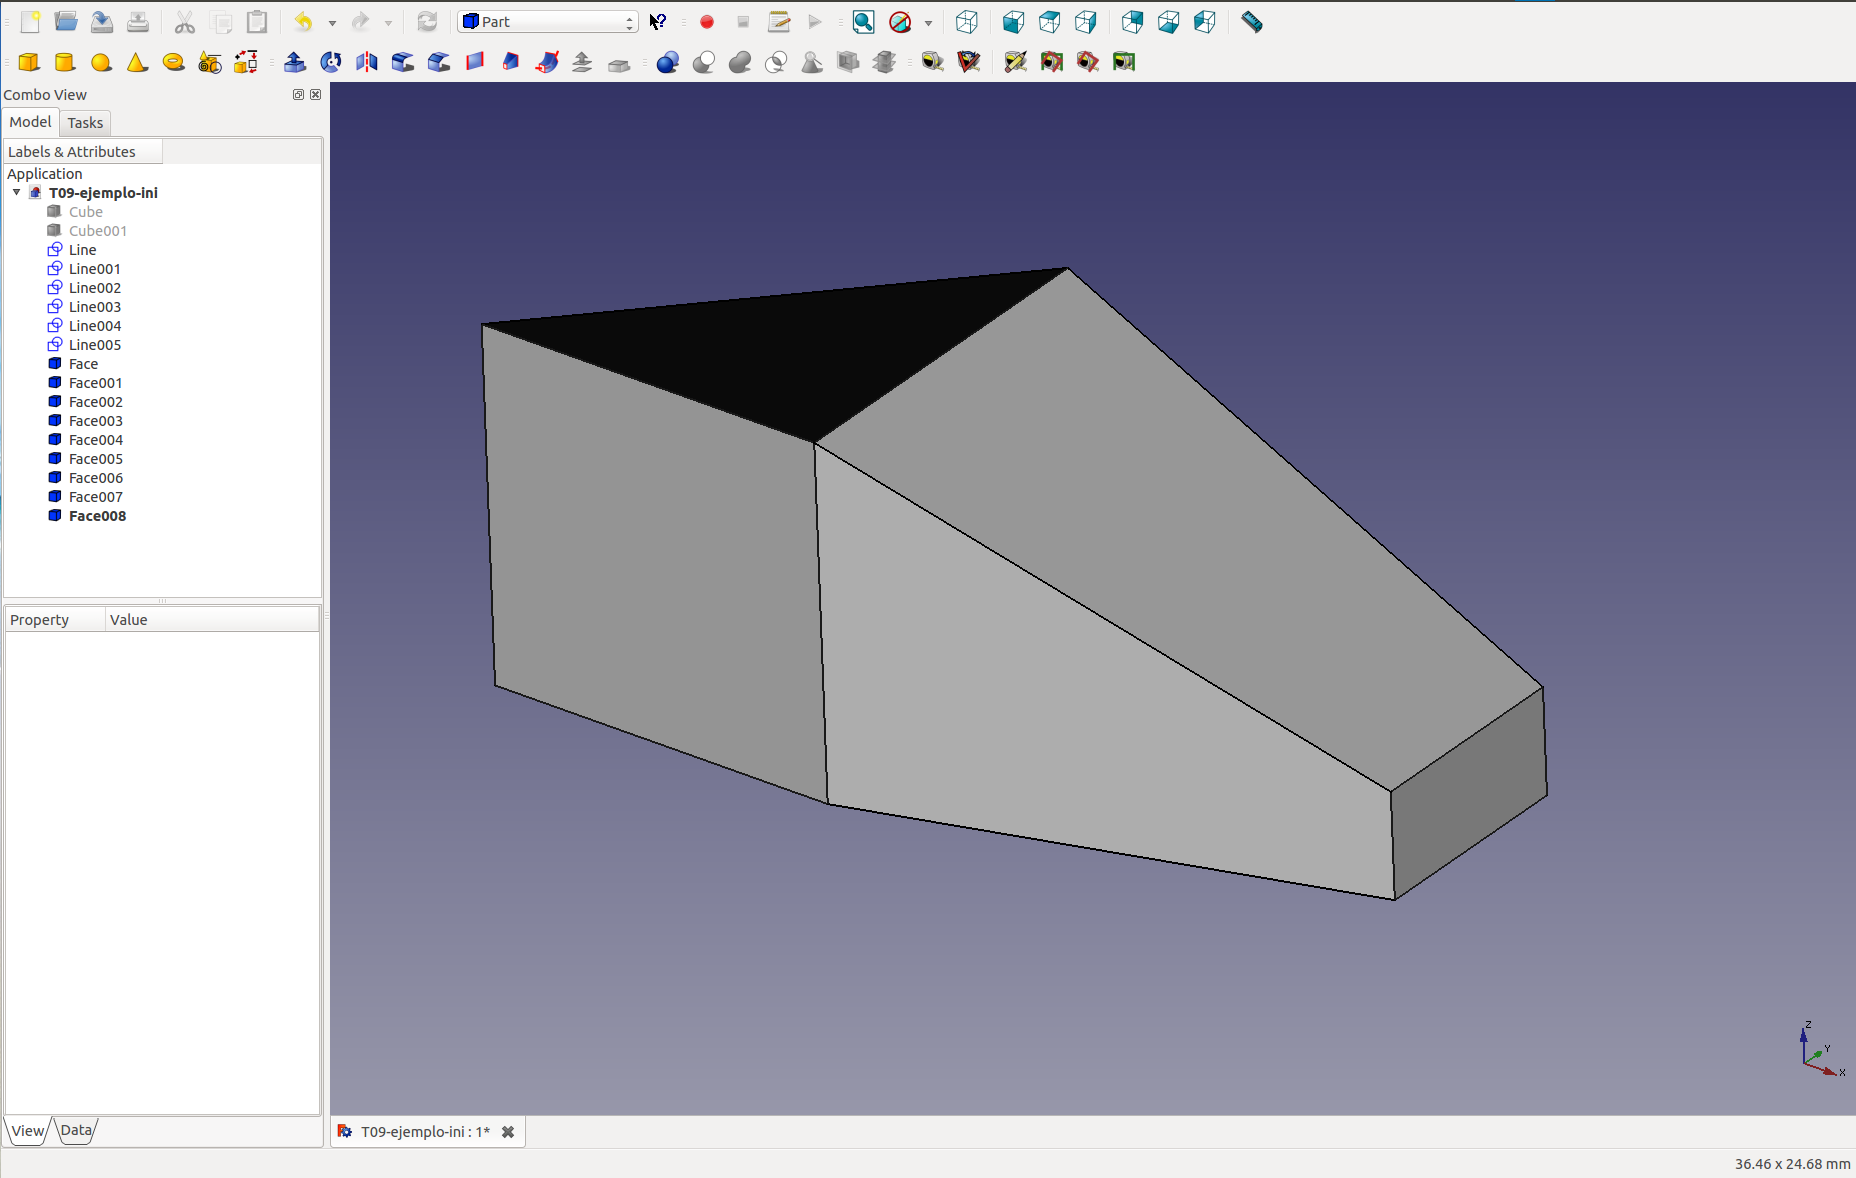 Part
Combo View
Model Tasks
Labels & Attributes
Application
T09-ejemplo-ini
Cube
Cube001
Line
Line001
Line002
Line003
Line004
Line005
Face
Face001
Face002
Face003
Face004
Face005
Face006
Face007
Face008
Property Value
Z
Y
X
View Data
T09-ejemplo-ini : 1*
36.46 x 24.68 mm